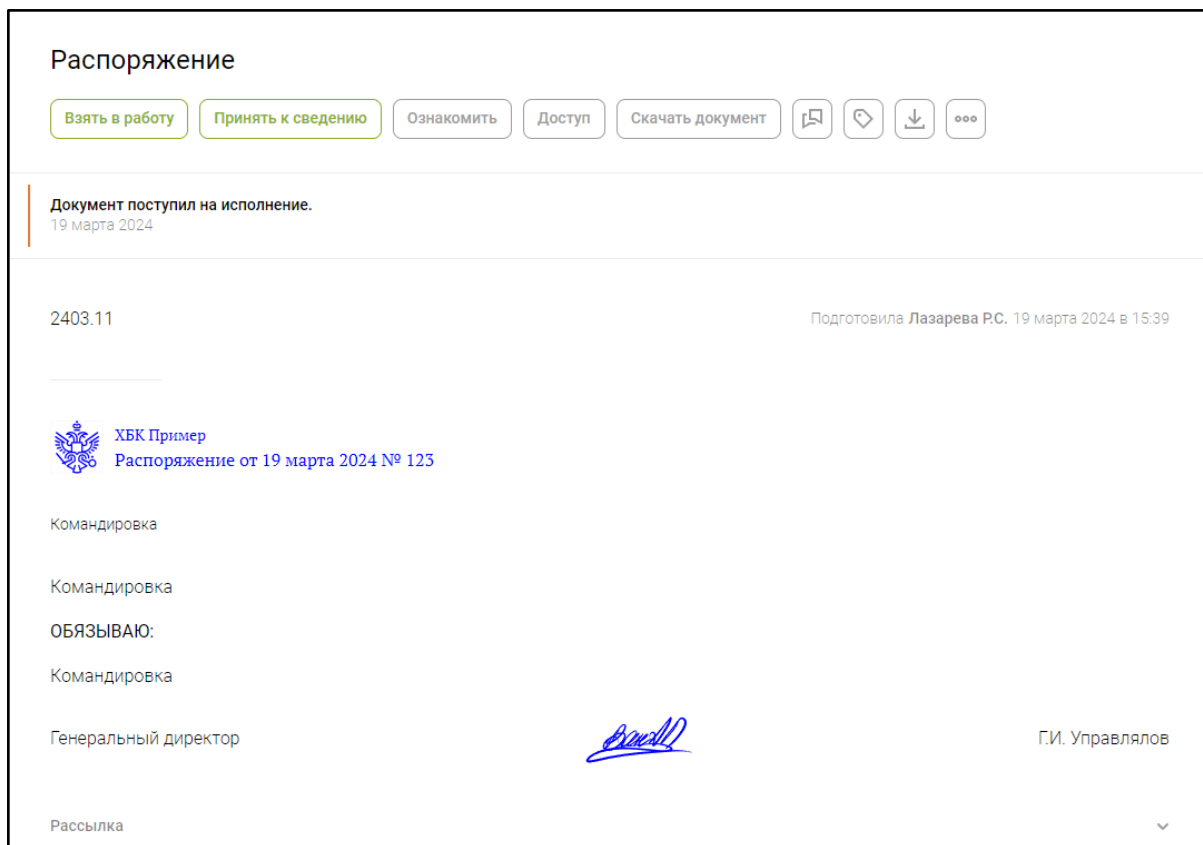 Распоряжение
Взять в работу Принять к сведению Ознакомить Доступ Скачать документ
Документ поступил на исполнение.
19 марта 2024
2403.11 Подготовила Лазарева Р.С. 19 марта 2024 в 15:39
ХБК Пример
Распоряжение от 19 марта 2024 № 123
Командировка
Командировка
ОБЯЗЫВАЮ:
Командировка
Генеральный директор Г.И. Управлялов
Рассылка